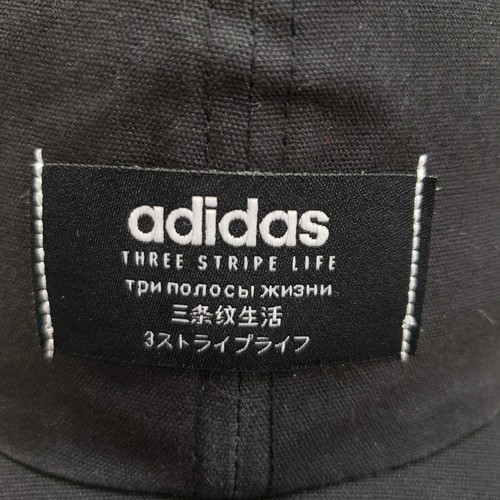 adidas
THREE STRIPE LIFE
три полосы жизни
三条纹生活
3ストライプライフ